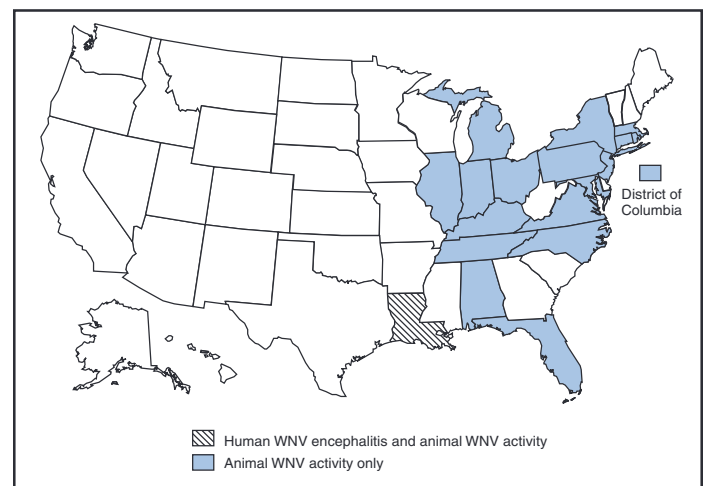 District of
Columbia
Human WNV encephalitis and animal WNV activity
Animal WNV activity only